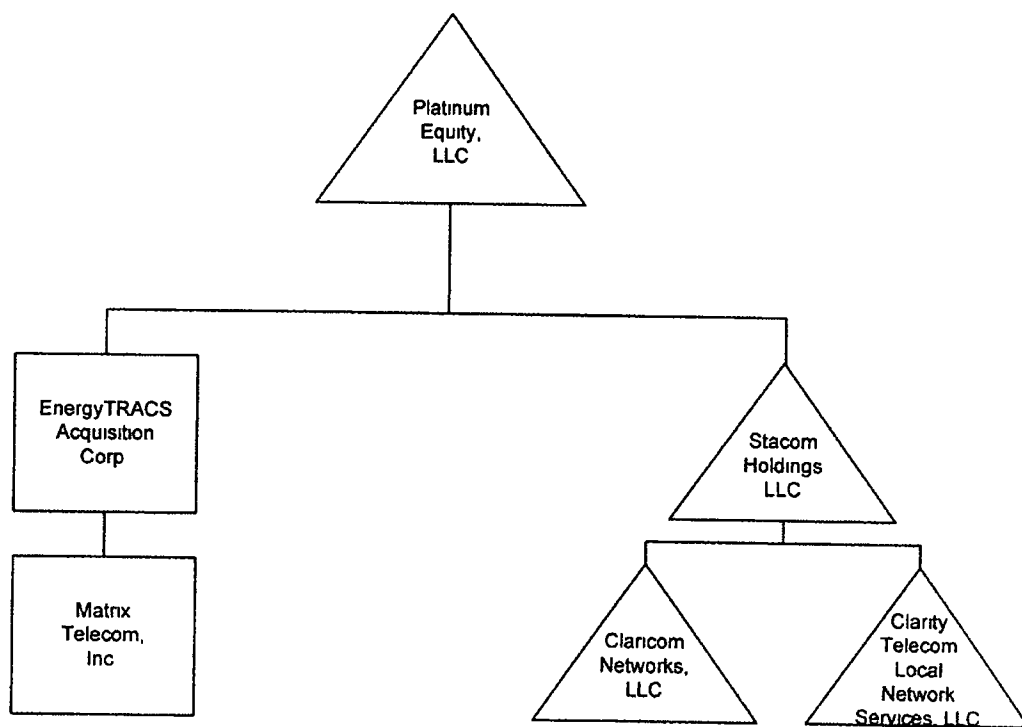 Platinum
Equity,
LLC
EnergyTRACS
Acquisition
Corp
Stacom
Holdings
LLC
Matrix
Telecom,
Inc
Claricom
Networks,
LLC
Clarity
Telecom
Local
Network
Services, LLC